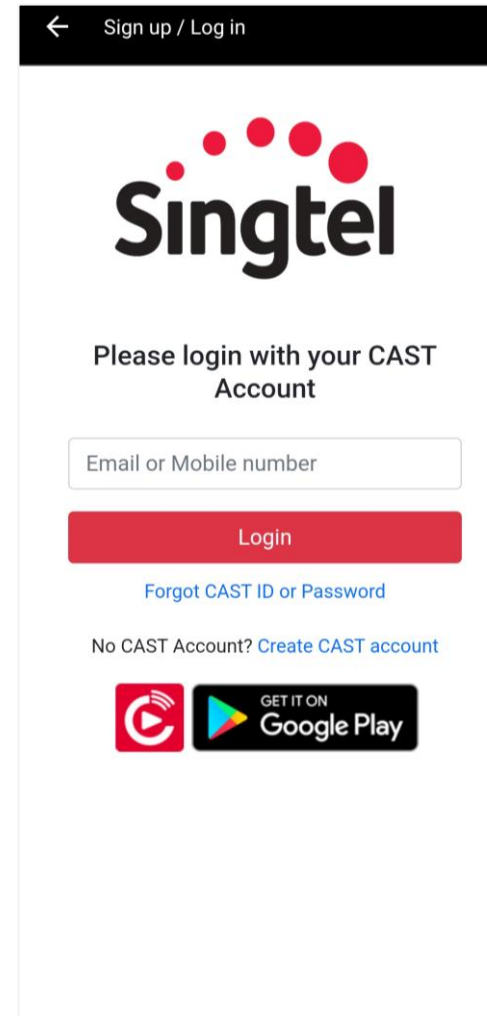 Sign up / Log in
Singtel
Please login with your CAST
Account
Email or Mobile number
Login
Forgot CAST ID or Password
No CAST Account? Create CAST account
GET IT ON
Google Play